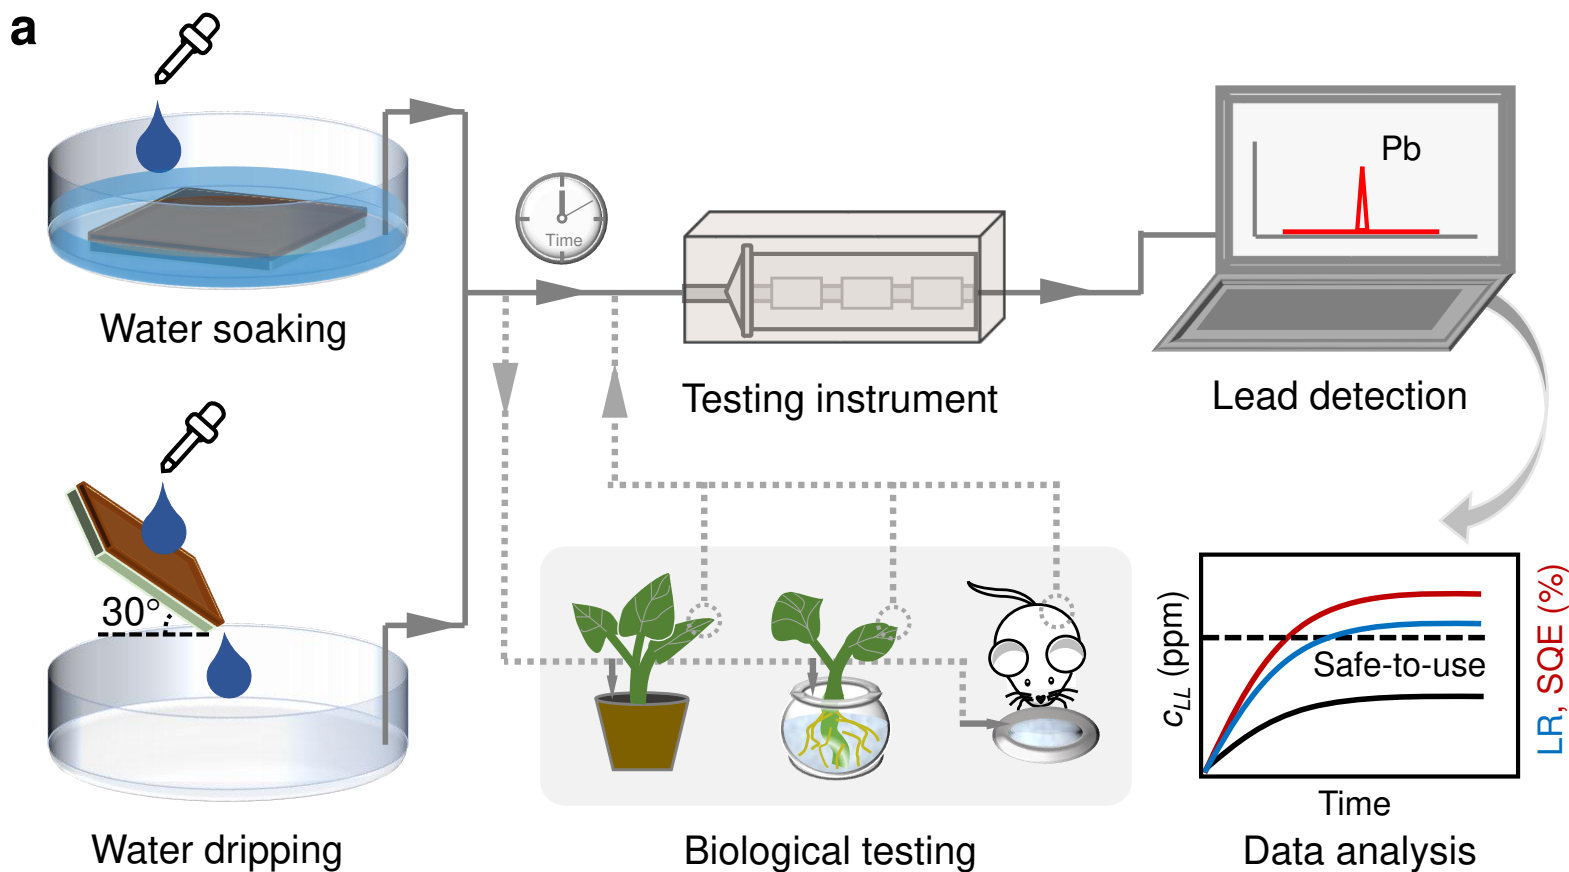 a
Water soaking
Time
Testing instrument
Pb
Lead detection
30°
Water dripping
Biological testing
c_LL (ppm)
Safe-to-use
LR, SQE (%)
Time
Data analysis